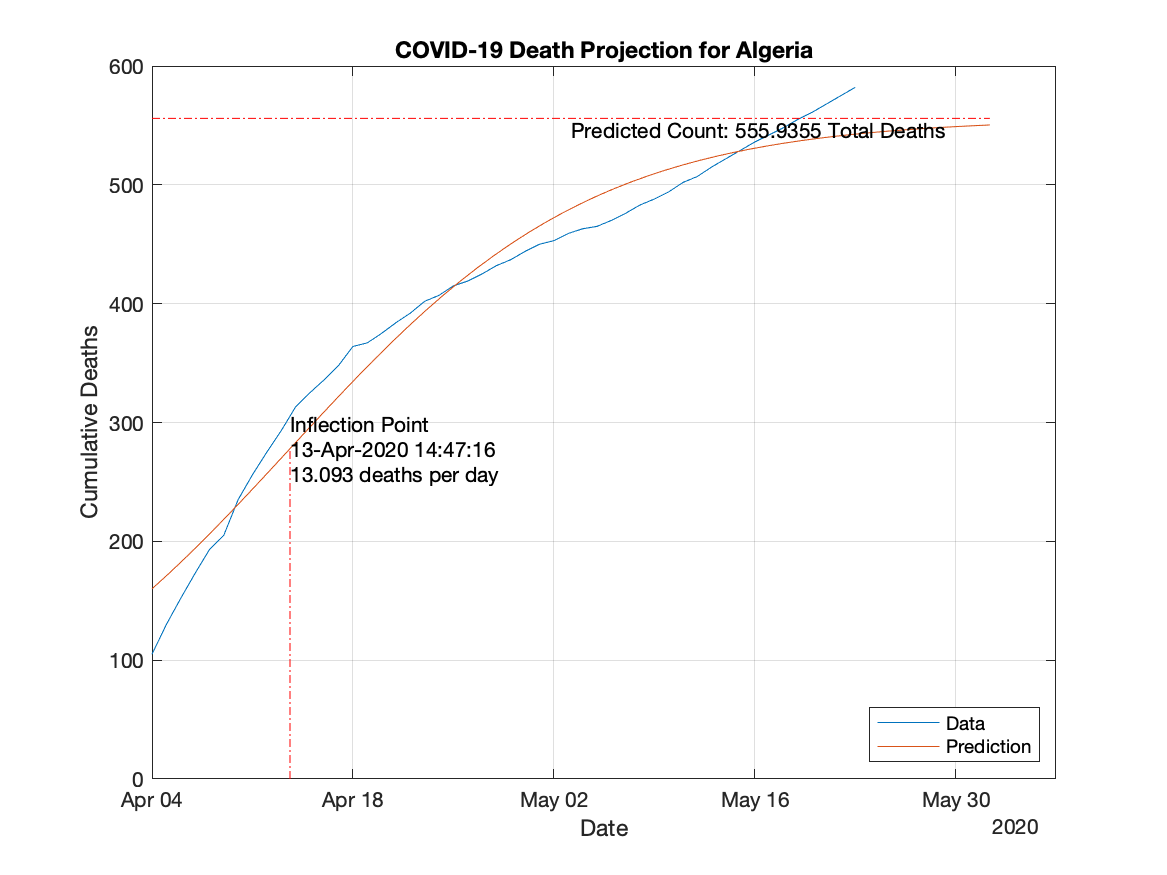 COVID-19 Death Projection for Algeria
600
500
400
300
200
100
0
Cumulative Deaths
Predicted Count: 555.9355 Total Deaths
Inflection Point
13-Apr-2020 14:47:16
13.093 deaths per day
Data
Prediction
Apr 04
Apr 18
May 02
May 16
May 30
Date
2020